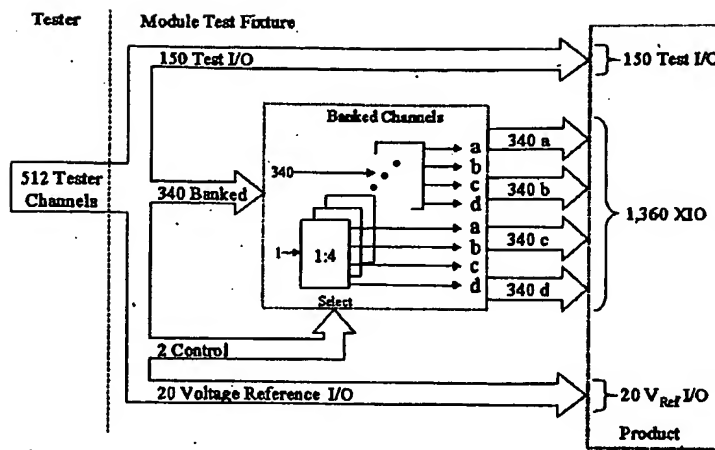 Tester
Module Test Fixture
150 Test I/O
150 Test I/O
Banked Channels
a
b
c
d
340
340 a
340 b
340 c
340 d
512 Tester
Channels
340 Banked
1,360 XIO
a
b
c
d
1
1:4
Select
2 Control
20 Voltage Reference I/O
20 VRef I/O
Product